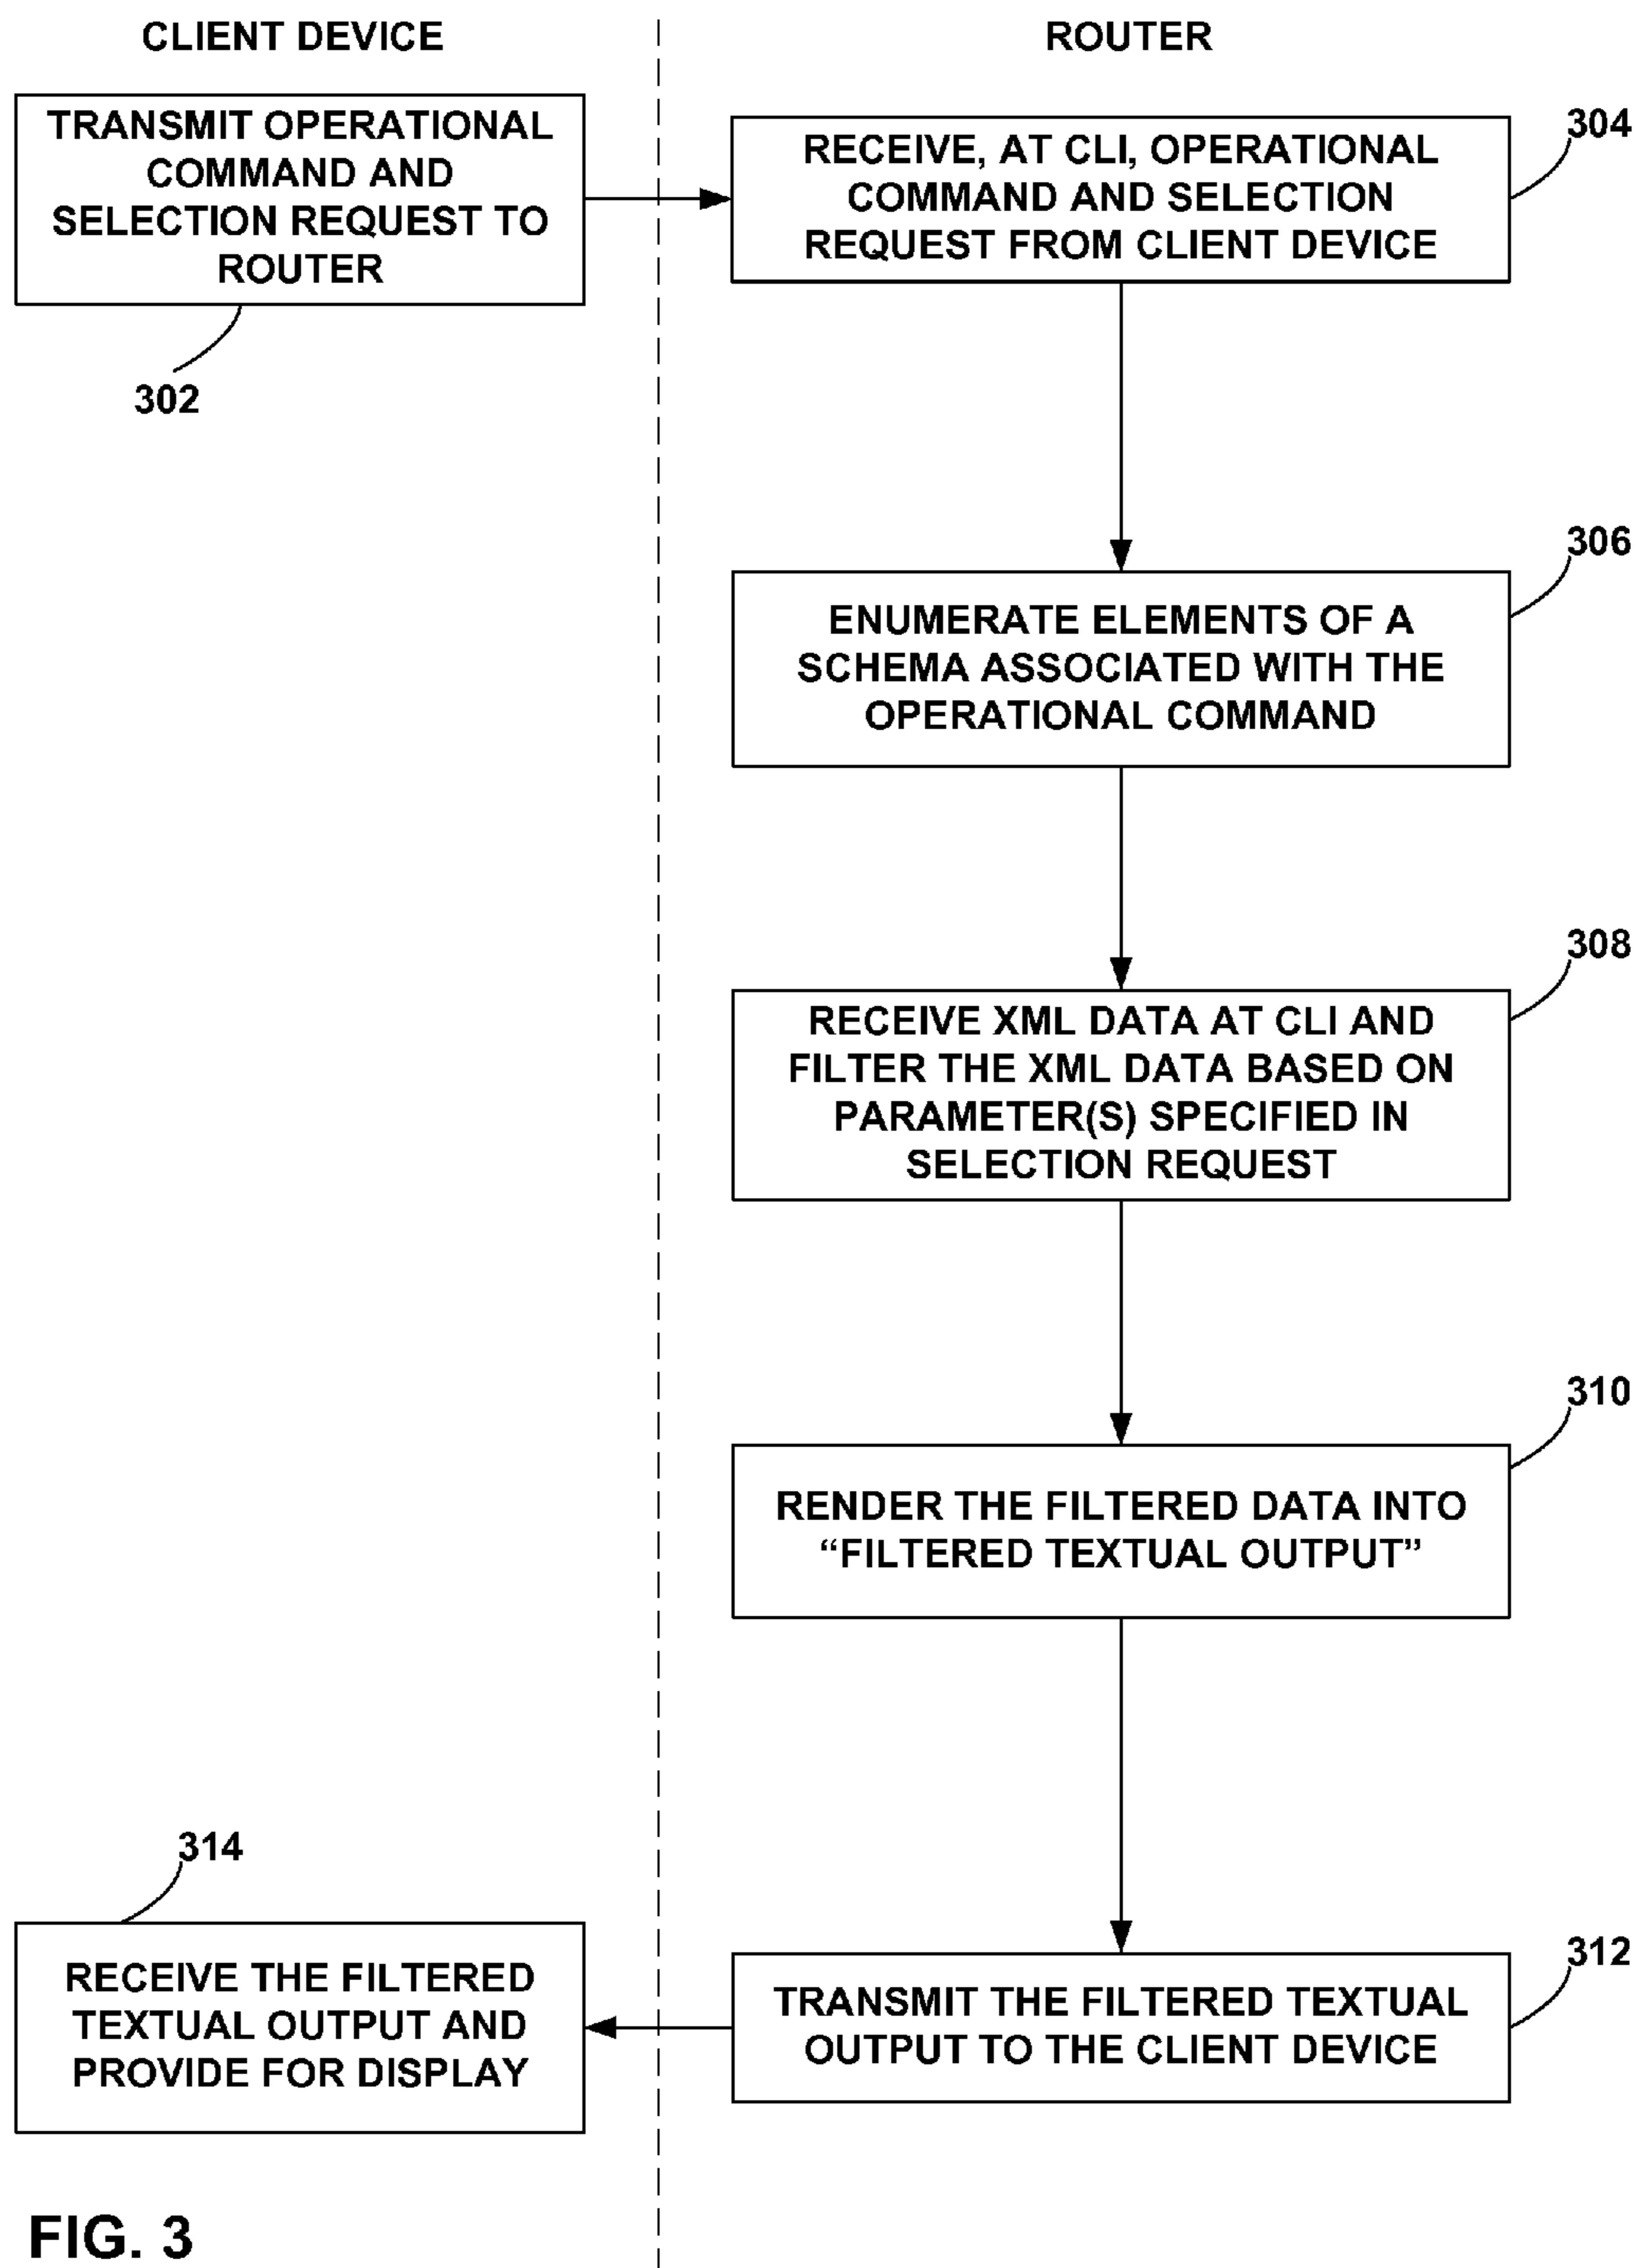 CLIENT DEVICE
ROUTER
TRANSMIT OPERATIONAL
COMMAND AND
SELECTION REQUEST TO
ROUTER
302
304
RECEIVE, AT CLI, OPERATIONAL
COMMAND AND SELECTION
REQUEST FROM CLIENT DEVICE
306
ENUMERATE ELEMENTS OF A
SCHEMA ASSOCIATED WITH THE
OPERATIONAL COMMAND
308
RECEIVE XML DATA AT CLI AND
FILTER THE XML DATA BASED ON
PARAMETER(S) SPECIFIED IN
SELECTION REQUEST
310
RENDER THE FILTERED DATA INTO
“FILTERED TEXTUAL OUTPUT”
312
TRANSMIT THE FILTERED TEXTUAL
OUTPUT TO THE CLIENT DEVICE
314
RECEIVE THE FILTERED
TEXTUAL OUTPUT AND
PROVIDE FOR DISPLAY
FIG. 3